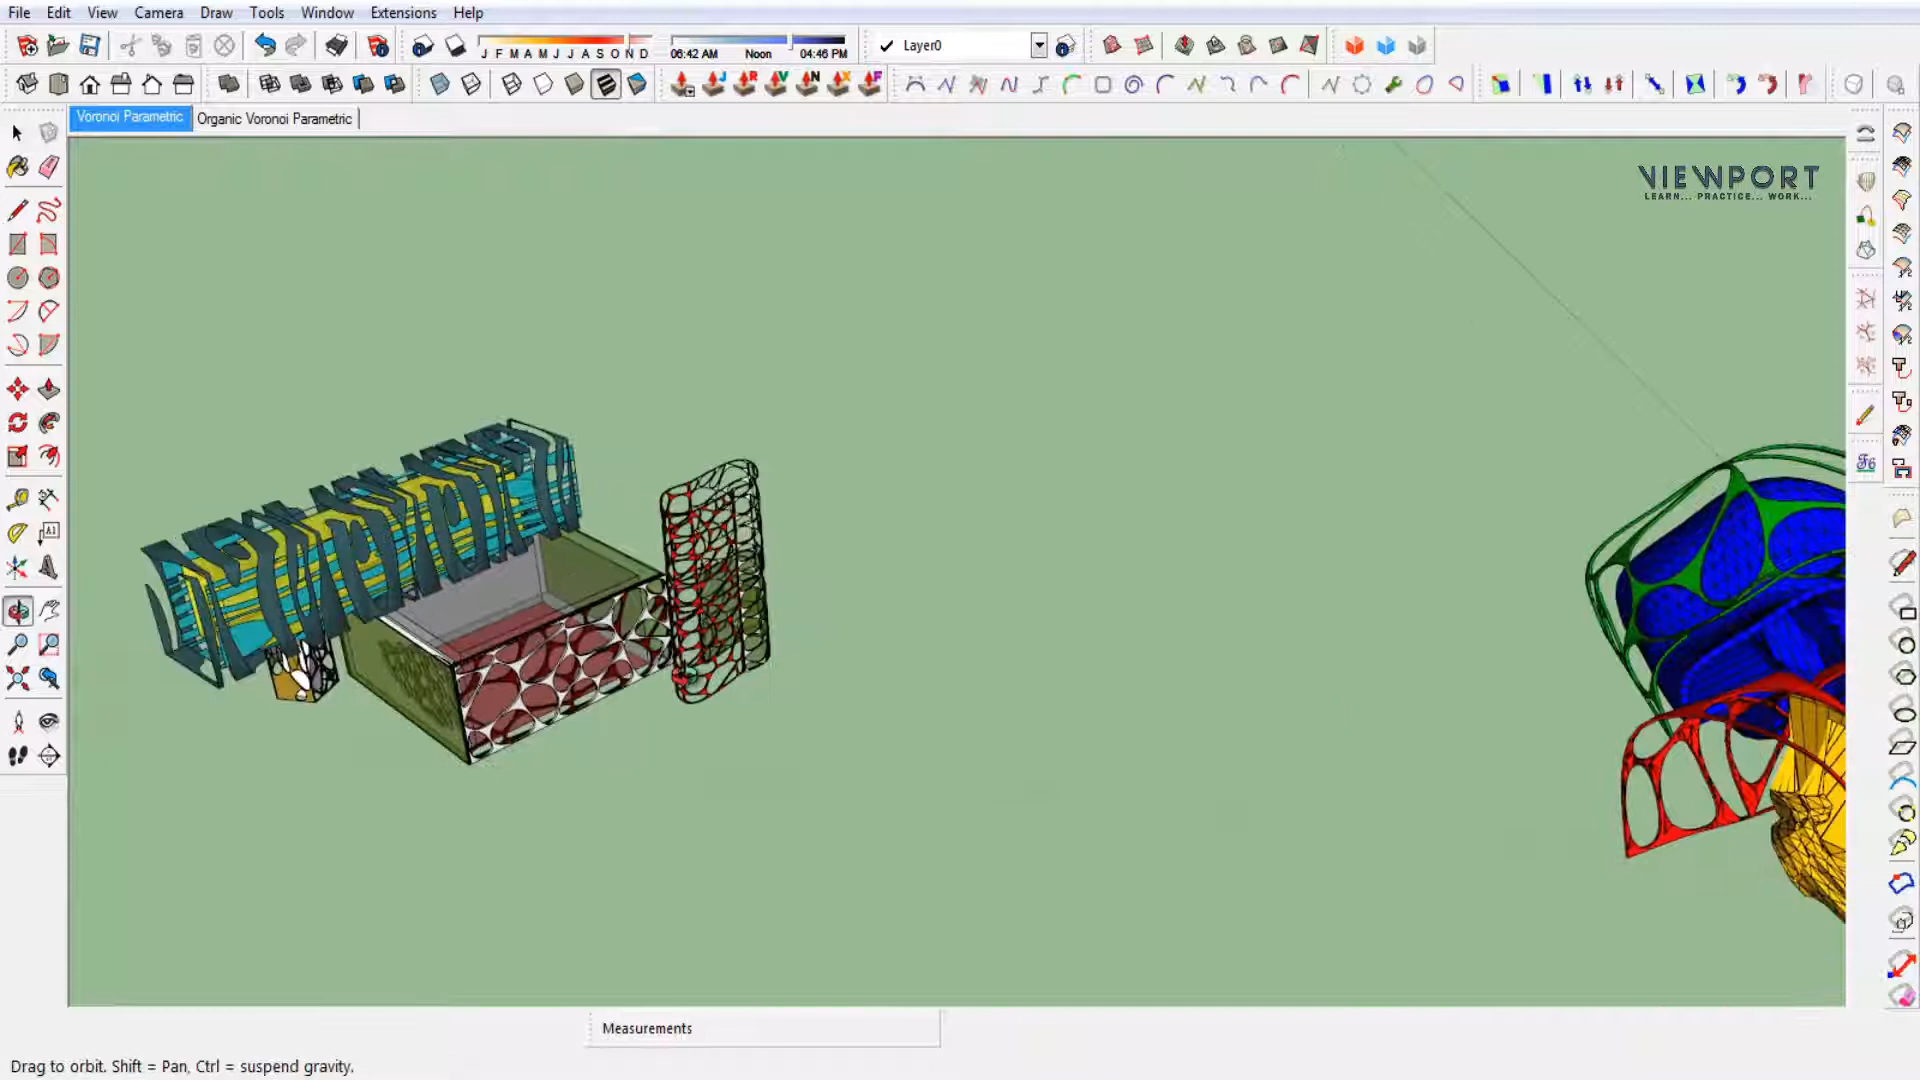 File Edit View Camera Draw Tools Window Extensions Help
J F M A M J J A S O N D
06:42 AM Noon 04:46 PM
Layer0
J R V N X F
Voronoi Parametric Organic Voronoi Parametric
VIEWPORT
LEARN... PRACTICE... WORK...
A1
Measurements
Drag to orbit. Shift = Pan, Ctrl = suspend gravity.